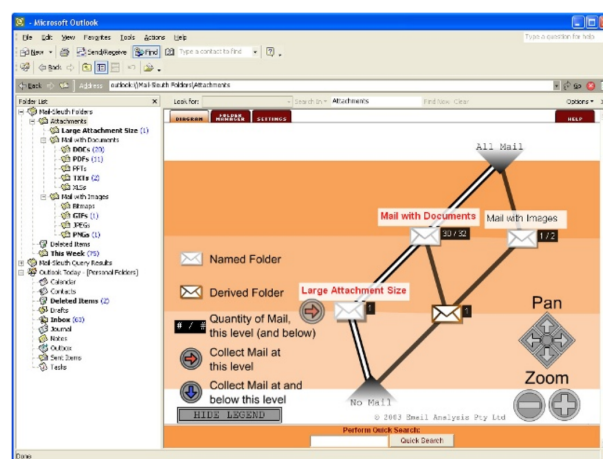 - Microsoft Outlook
File Edit View Favorites Tools Actions Help
Type a question for help
New Send/Receive Find Type a contact to find
Back
Back Address outlook:\\Mail-Sleuth Folders\Attachments Go
Folder List
Look for: Search In Attachments Find Now Clear Options
Mail-Sleuth Folders
Attachments
Large Attachment Size (1)
Mail with Documents
DOCs (20)
PDFs (11)
PPTs
TXTs (2)
XLSs
Mail with Images
Bitmaps
GIFs (1)
JPEGs
PNGs (1)
Deleted Items
This Week (75)
Mail-Sleuth Query Results
Outlook Today - [Personal Folders]
Calendar
Contacts
Deleted Items (2)
Drafts
Inbox (63)
Journal
Notes
Outbox
Sent Items
Tasks
DIAGRAM
FOLDER MANAGER
SETTINGS
HELP
All Mail
Mail with Documents
30 / 32
Mail with Images
1 / 2
Large Attachment Size
1
1
No Mail
Named Folder
Derived Folder
# / #
Quantity of Mail,
this level (and below)
Collect Mail at
this level
Collect Mail at and
below this level
HIDE LEGEND
Pan
Zoom
© 2003 Email Analysis Pty Ltd
Perform Quick Search:
Quick Search
Done